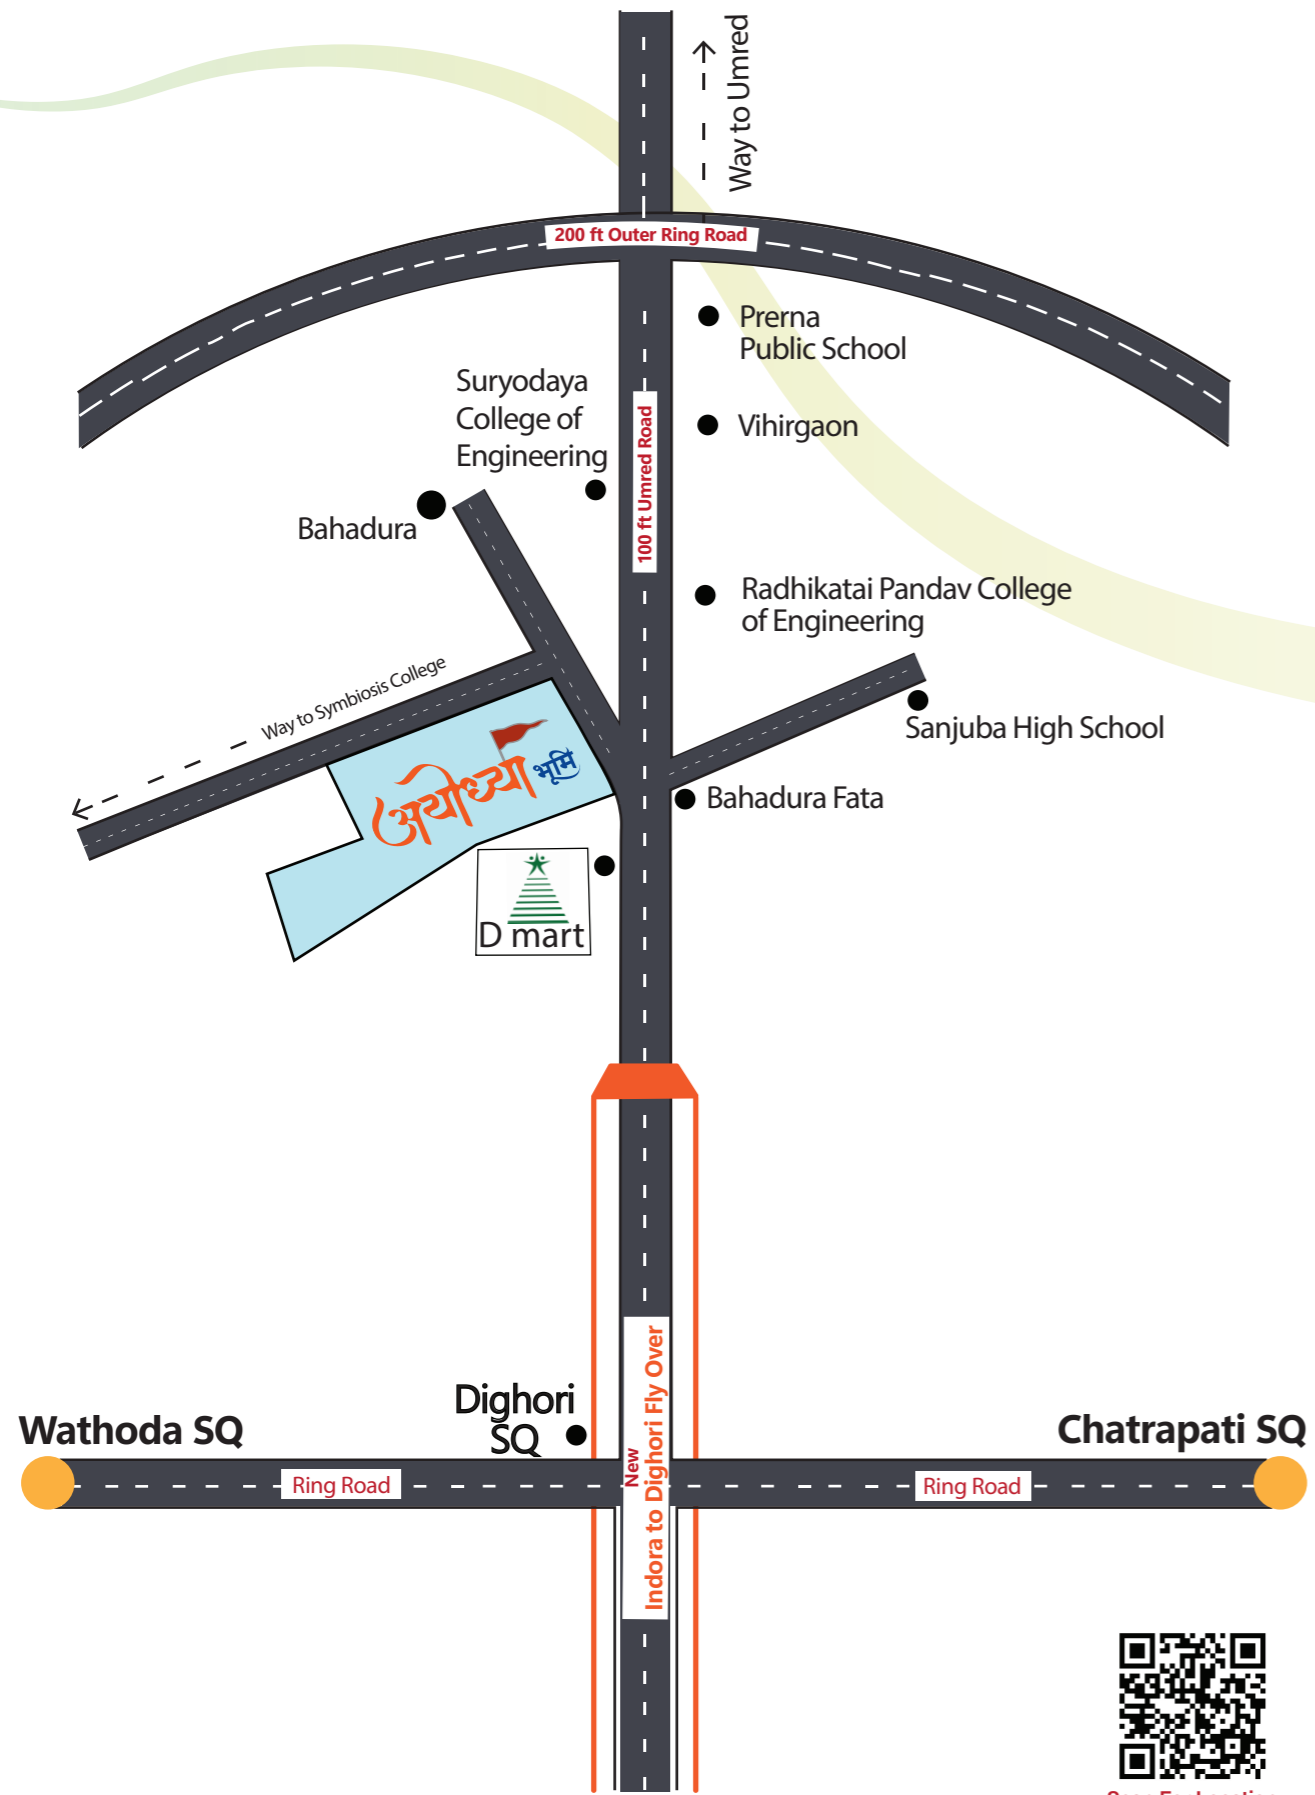 Way to Umred
200 ft Outer Ring Road
Prerna
Public School
Suryodaya
College of
Engineering
100 ft Umred Road
Vihirgaon
Bahadura
Radhikatai Pandav College
of Engineering
Way to Symbiosis College
Sanjuba High School
अयोध्या भूमि
Bahadura Fata
D mart
New
Indora to Dighori Fly Over
Dighori
SQ
Wathoda SQ
Chatrapati SQ
Ring Road
Ring Road